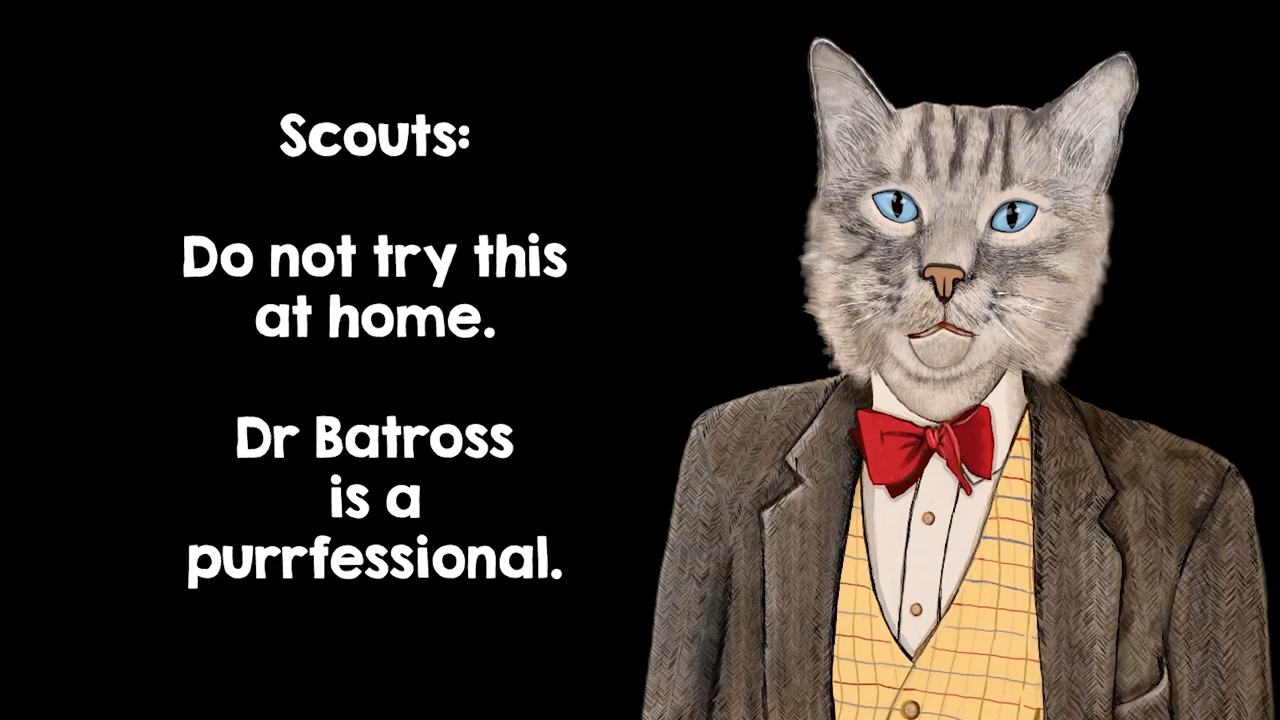 Scouts:
Do not try this
at home.
Dr Batross
is a
purrfessional.